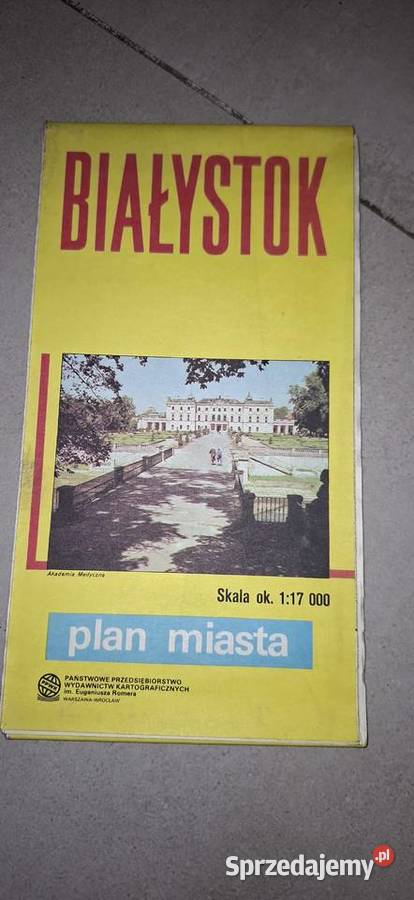 BIAŁYSTOK
Akademia Medyczna
Skala ok. 1:17 000
plan miasta
PAŃSTWOWE PRZEDSIĘBIORSTWO
WYDAWNICTW KARTOGRAFICZNYCH
im. Eugeniusza Romera
WARSZAWA-WROCŁAW
Sprzedajemy.pl